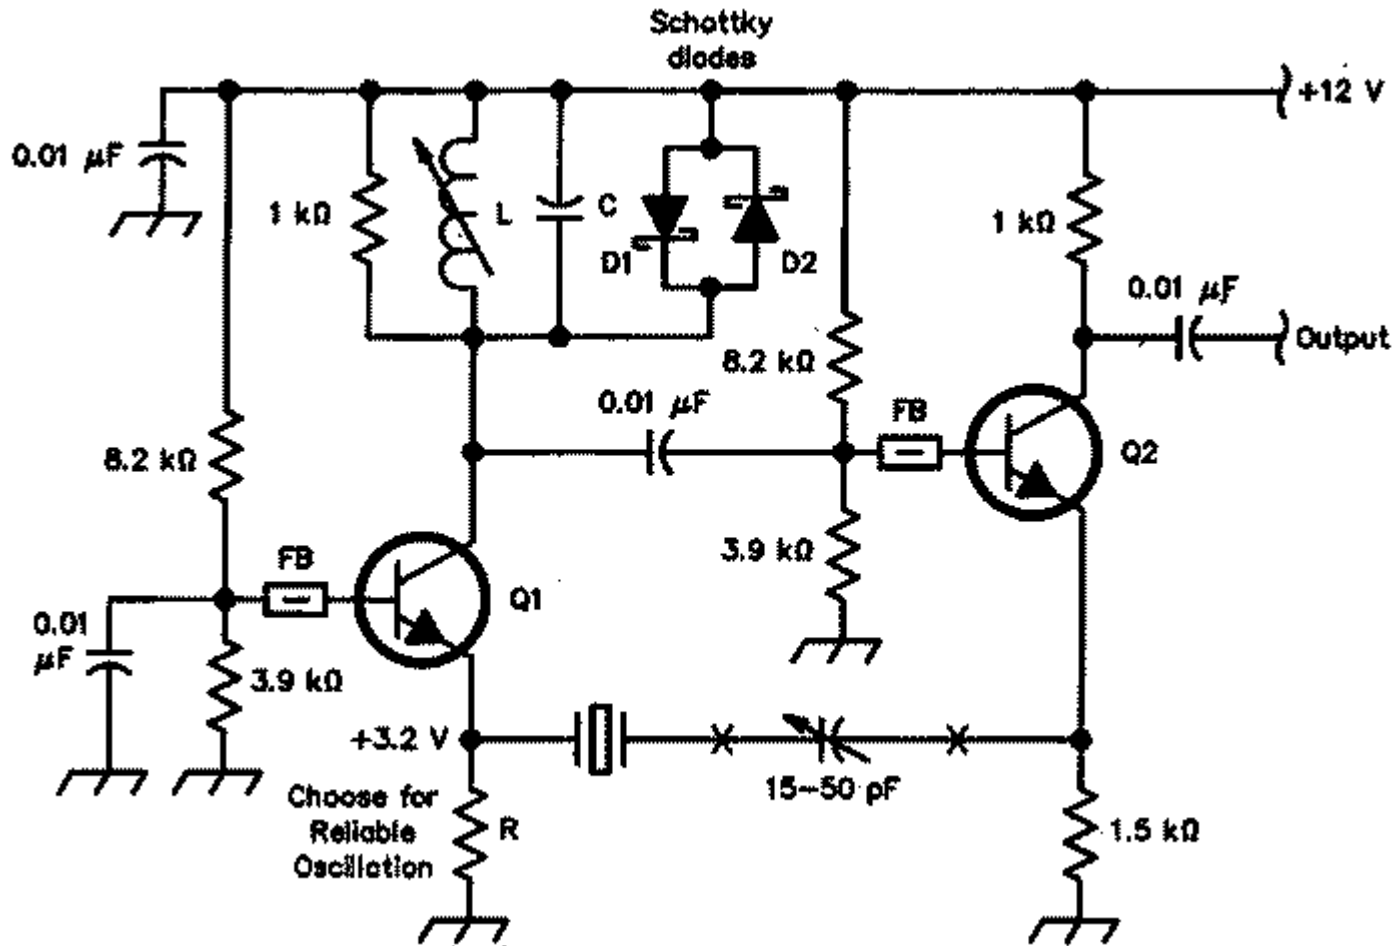 Schottky
diodes
+12 V
0.01 µF
1 kΩ
L
C
D1
D2
1 kΩ
0.01 µF
Output
8.2 kΩ
0.01 µF
FB
Q2
8.2 kΩ
3.9 kΩ
FB
Q1
0.01
µF
3.9 kΩ
+3.2 V
15–50 pF
Choose for
Reliable
Oscillation
R
1.5 kΩ